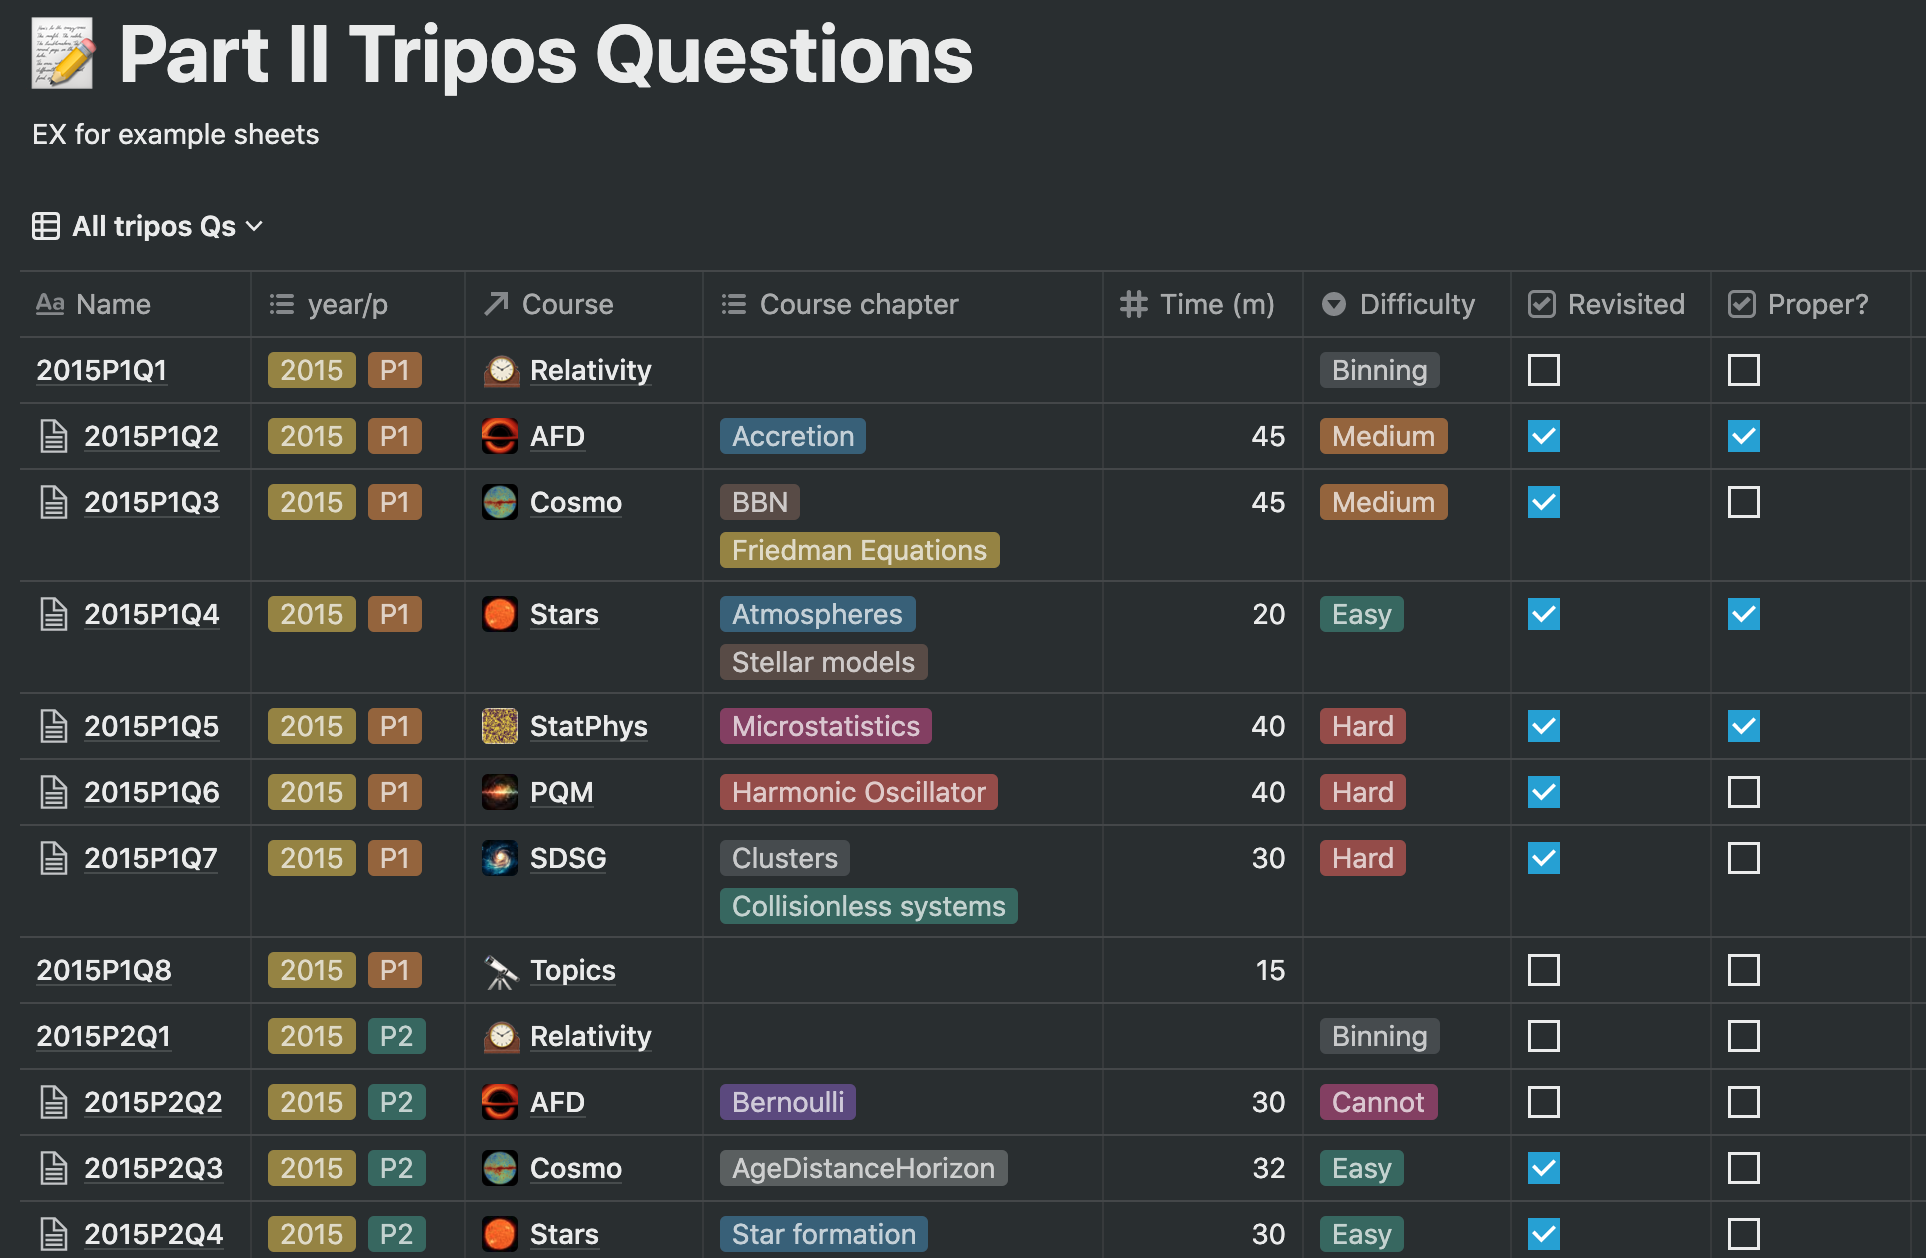 Part II Tripos Questions
EX for example sheets
All tripos Qs
Aa Name year/p Course Course chapter Time (m) Difficulty Revisited Proper?
2015P1Q1 2015 P1 Relativity Binning
2015P1Q2 2015 P1 AFD Accretion 45 Medium
2015P1Q3 2015 P1 Cosmo BBN 45 Medium
Friedman Equations
2015P1Q4 2015 P1 Stars Atmospheres 20 Easy
Stellar models
2015P1Q5 2015 P1 StatPhys Microstatistics 40 Hard
2015P1Q6 2015 P1 PQM Harmonic Oscillator 40 Hard
2015P1Q7 2015 P1 SDSG Clusters 30 Hard
Collisionless systems
2015P1Q8 2015 P1 Topics 15
2015P2Q1 2015 P2 Relativity Binning
2015P2Q2 2015 P2 AFD Bernoulli 30 Cannot
2015P2Q3 2015 P2 Cosmo AgeDistanceHorizon 32 Easy
2015P2Q4 2015 P2 Stars Star formation 30 Easy